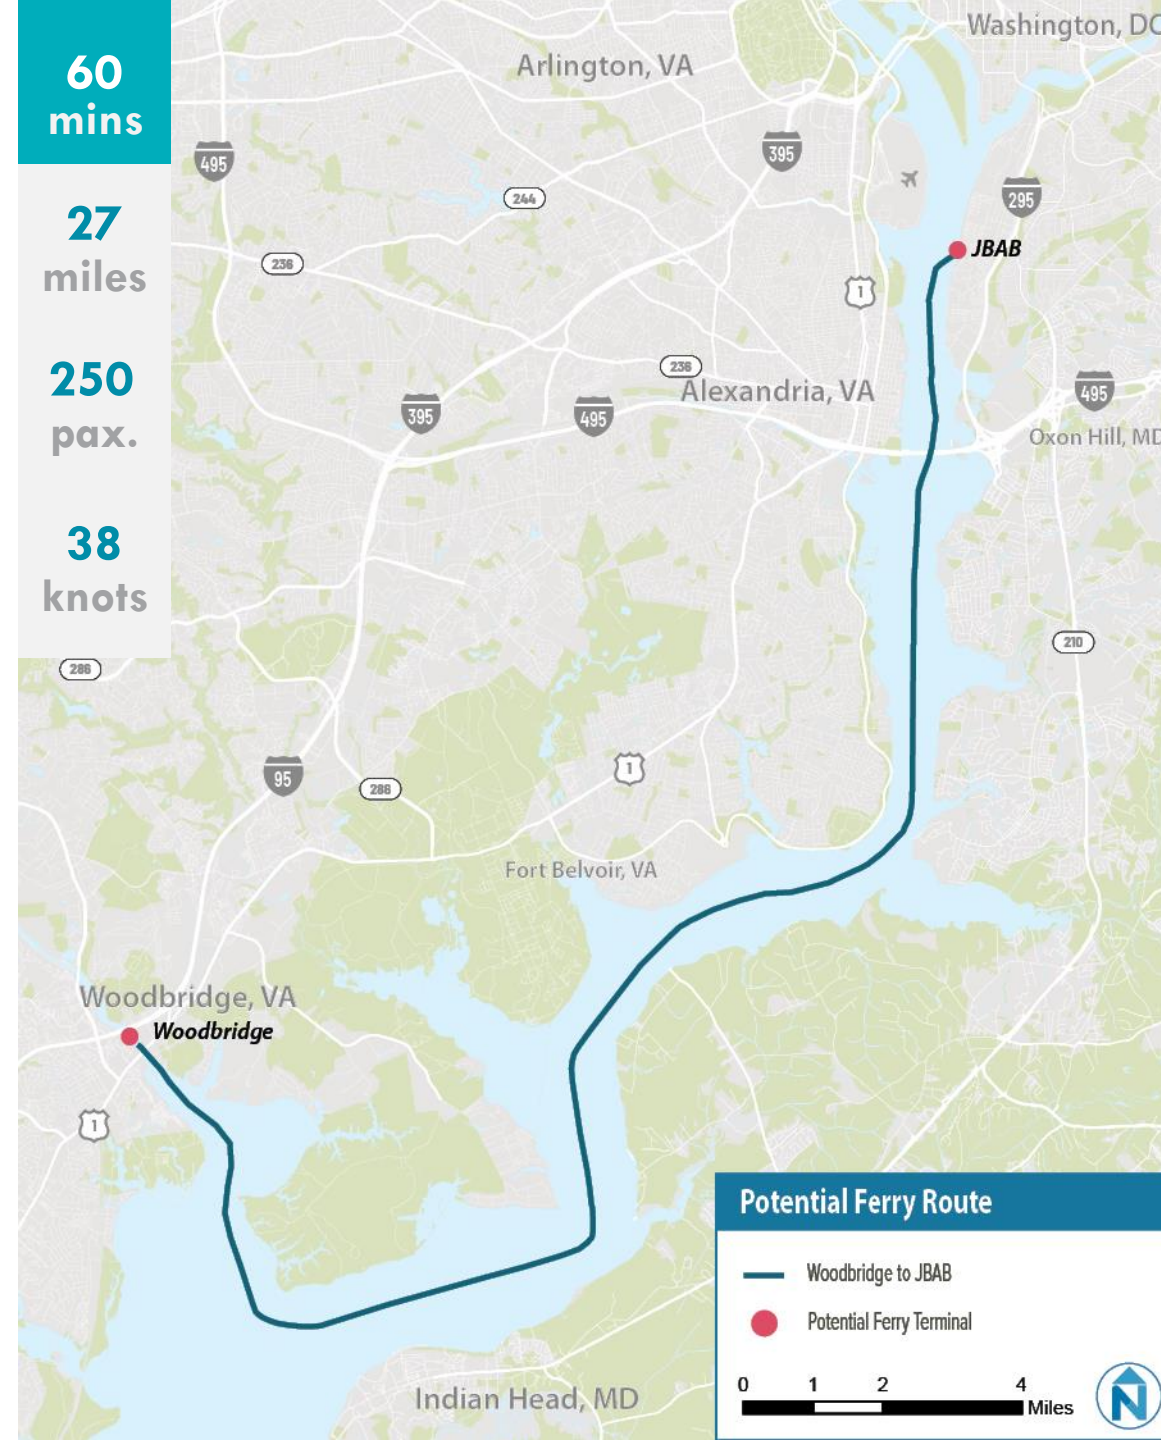 60
mins
27
miles
250
pax.
38
knots
Washington, DC
Arlington, VA
495
395
244
295
236
JBAB
1
236
Alexandria, VA
495
395
495
Oxon Hill, MD
210
286
1
95
286
Fort Belvoir, VA
Woodbridge, VA
Woodbridge
1
Indian Head, MD
Potential Ferry Route
Woodbridge to JBAB
Potential Ferry Terminal
0 1 2 4
Miles
N